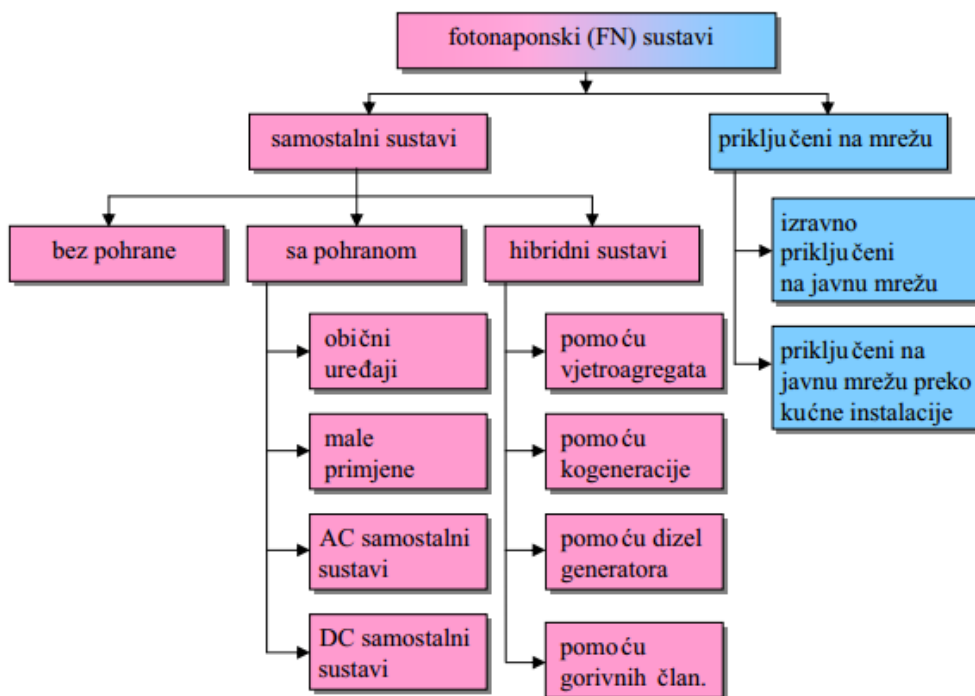 fotonaponski (FN) sustavi
samostalni sustavi
priključeni na mrežu
bez pohrane
sa pohranom
hibridni sustavi
izravno
priključeni
na javnu mrežu
obični
uređaji
pomoću
vjetroagregata
priključeni na
javnu mrežu preko
kućne instalacije
male
primjene
pomoću
kogeneracije
AC samostalni
sustavi
pomoću dizel
generatora
DC samostalni
sustavi
pomoću
gorivnih član.